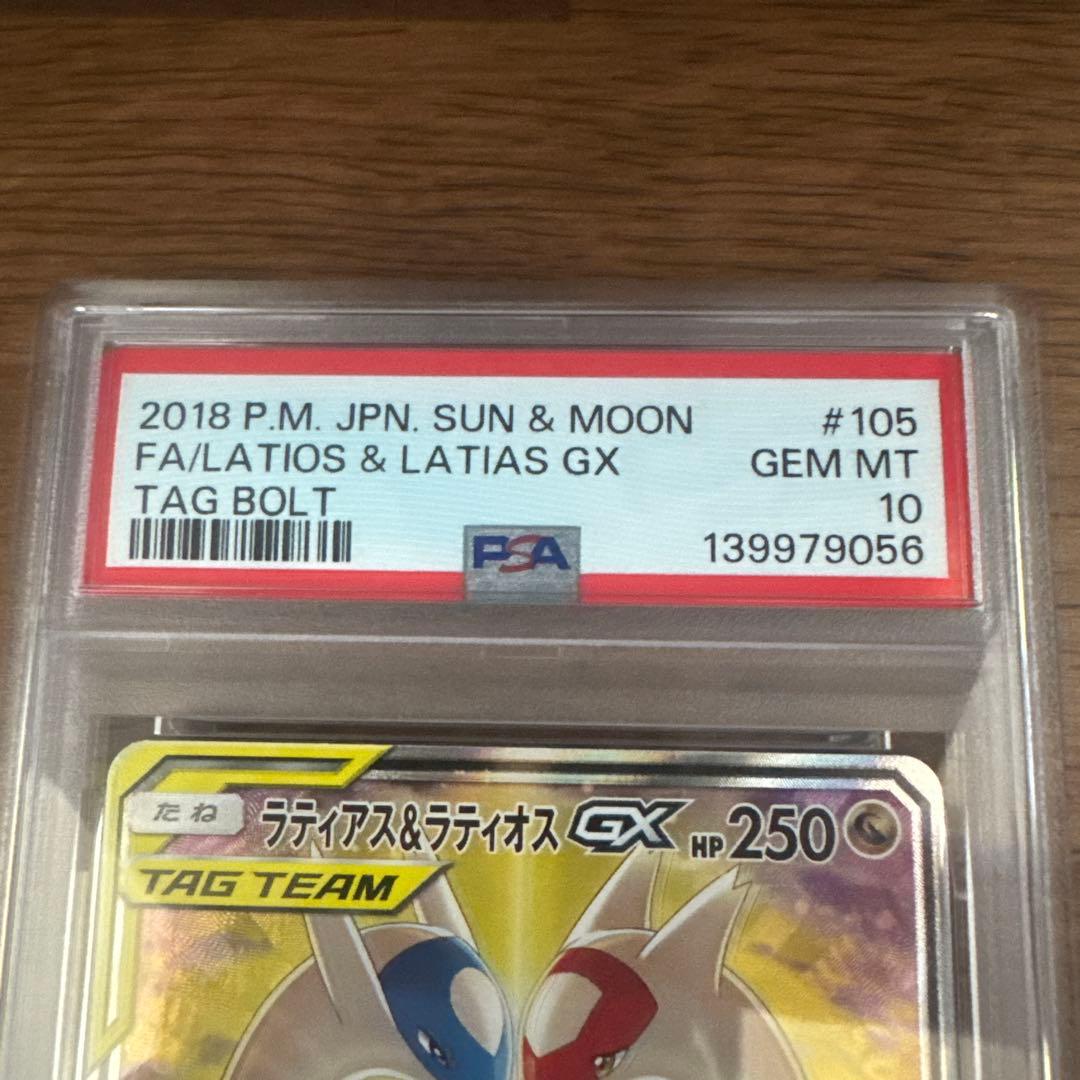 2018 P.M. JPN. SUN & MOON #105
FA/LATIOS & LATIAS GX GEM MT
TAG BOLT 10
PSA 139979056
たね ラティアス&ラティオス GX HP 250
TAG TEAM